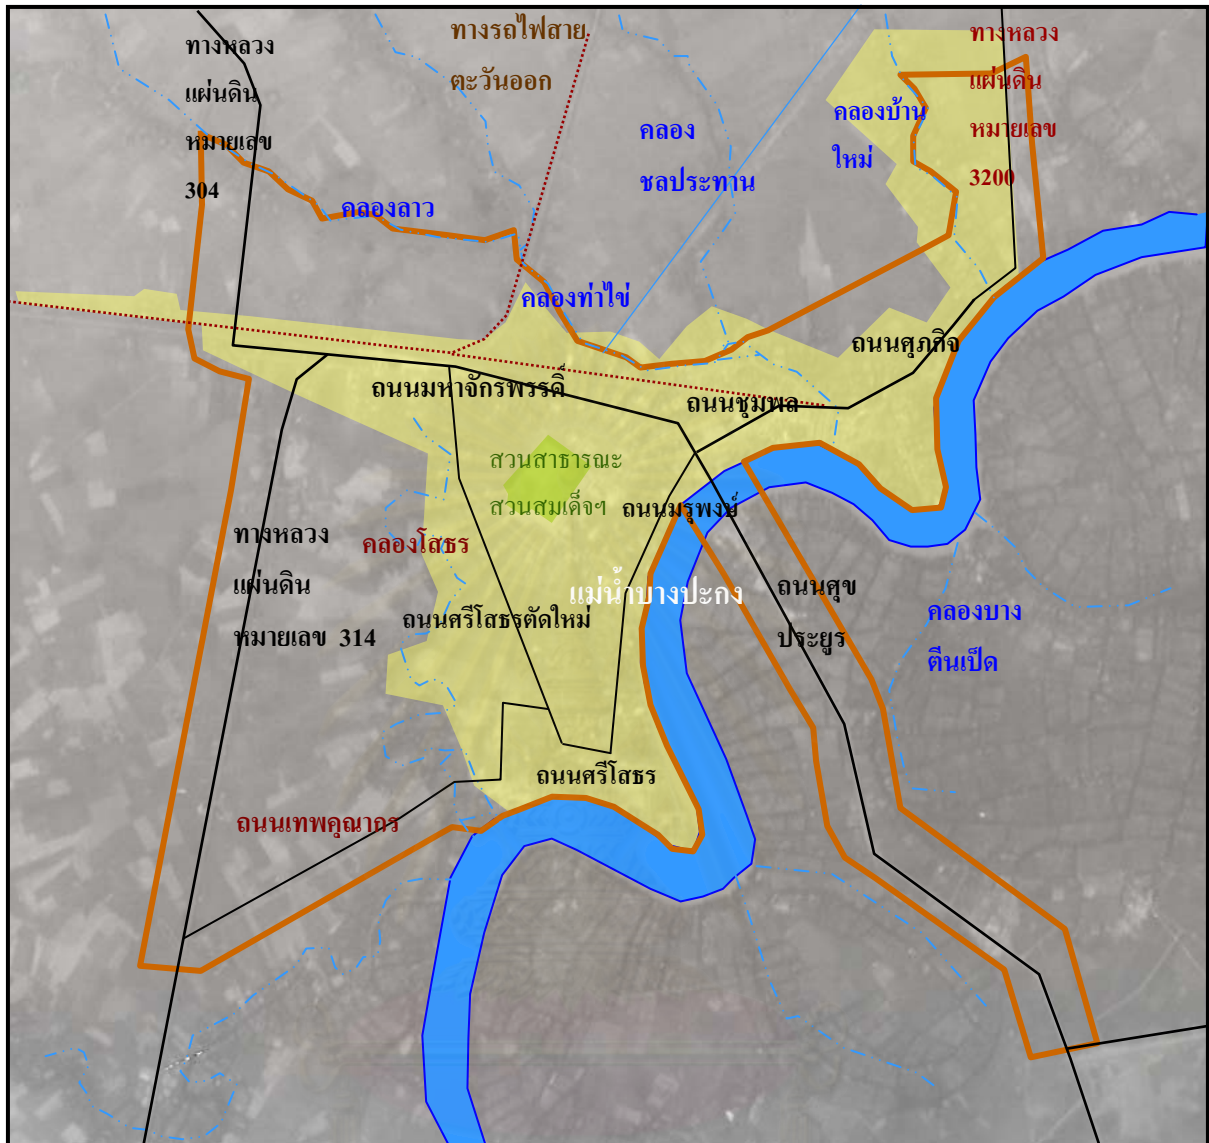 ทางหลวง
แผ่นดิน
หมายเลข
304
ทางรถไฟสาย
ตะวันออก
คลอง
ชลประทาน
คลองบ้าน
ใหม่
ทางหลวง
แผ่นดิน
หมายเลข
3200
คลองลาว
คลองท่าไข่
ถนนศุภกิจ
ถนนมหาจักรพรรดิ์
ถนนชุมพล
สวนสาธารณะ
สวนสมเด็จฯ
ถนนมรุพงษ์
ทางหลวง
แผ่นดิน
หมายเลข 314
คลองโสธร
แม่น้ำบางปะกง
ถนนศุข
ประยูร
ถนนศรีโสธรตัดใหม่
คลองบาง
ตีนเป็ด
ถนนศรีโสธร
ถนนเทพคุณากร